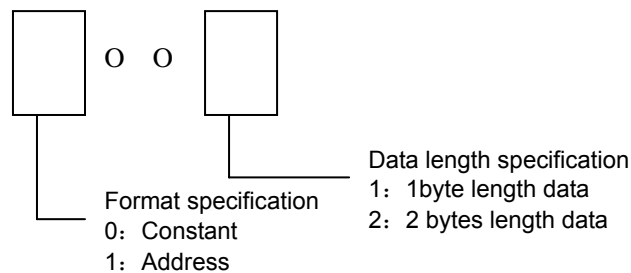 O O
Data length specification
1：1byte length data
2：2 bytes length data
Format specification
0：Constant
1：Address